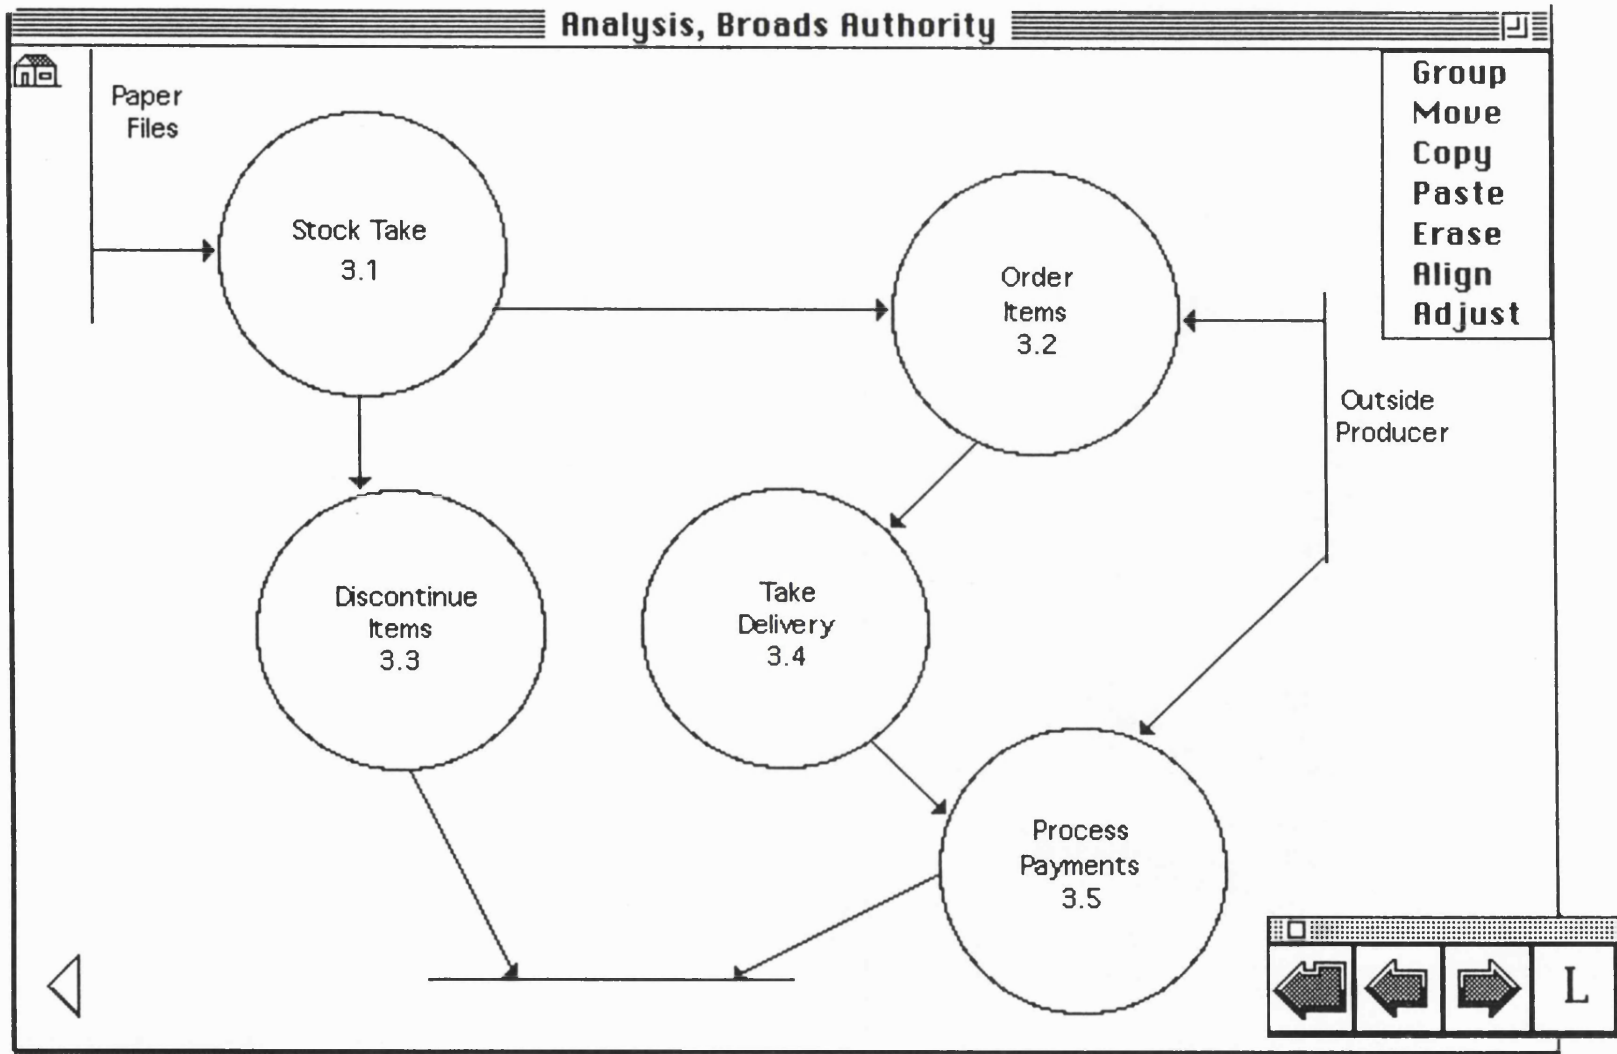 Analysis, Broads Authority
Group
Move
Copy
Paste
Erase
Align
Adjust
Paper
Files
Stock Take
3.1
Order
Items
3.2
Outside
Producer
Discontinue
Items
3.3
Take
Delivery
3.4
Process
Payments
3.5
L